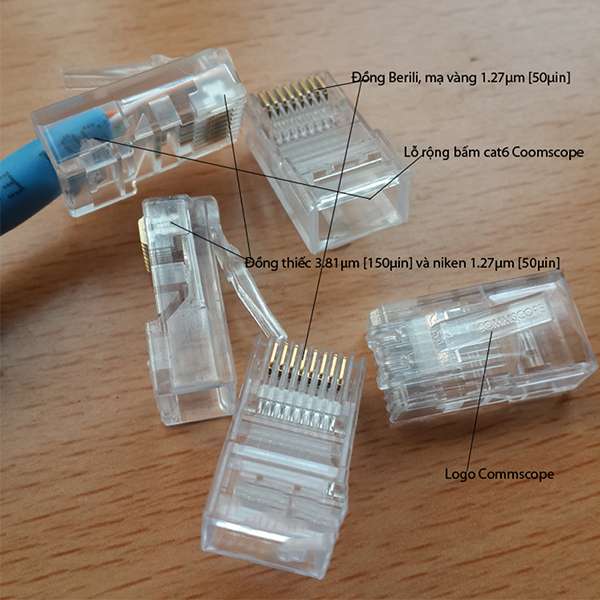 Đồng Berili, mạ vàng 1.27µm [50µin]
Lỗ rộng bấm cat6 Coomscope
Đồng thiếc 3.81µm [150µin] và niken 1.27µm [50µin]
COMMSCOPE
Logo Commscope